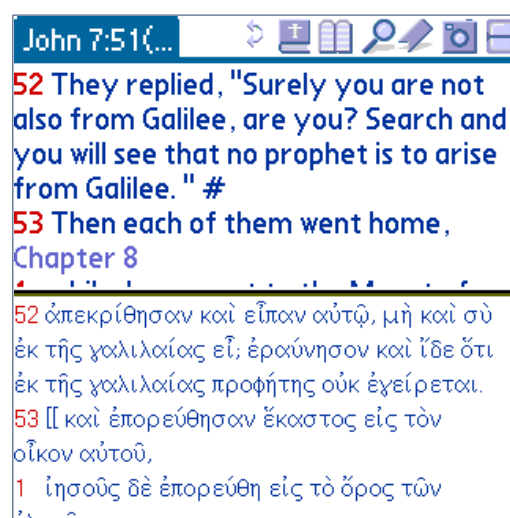 John 7:51(...
52 They replied, "Surely you are not
also from Galilee, are you? Search and
you will see that no prophet is to arise
from Galilee. " #
53 Then each of them went home,
Chapter 8
52 ἀπεκρίθησαν καὶ εἶπαν αὐτῷ, μὴ καὶ σὺ
ἐκ τῆς γαλιλαίας εἶ; ἐραύνησον καὶ ἴδε ὅτι
ἐκ τῆς γαλιλαίας προφήτης οὐκ ἐγείρεται.
53 [[ καὶ ἐπορεύθησαν ἕκαστος εἰς τὸν
οἶκον αὐτοῦ,
1 ἰησοῦς δὲ ἐπορεύθη εἰς τὸ ὄρος τῶν